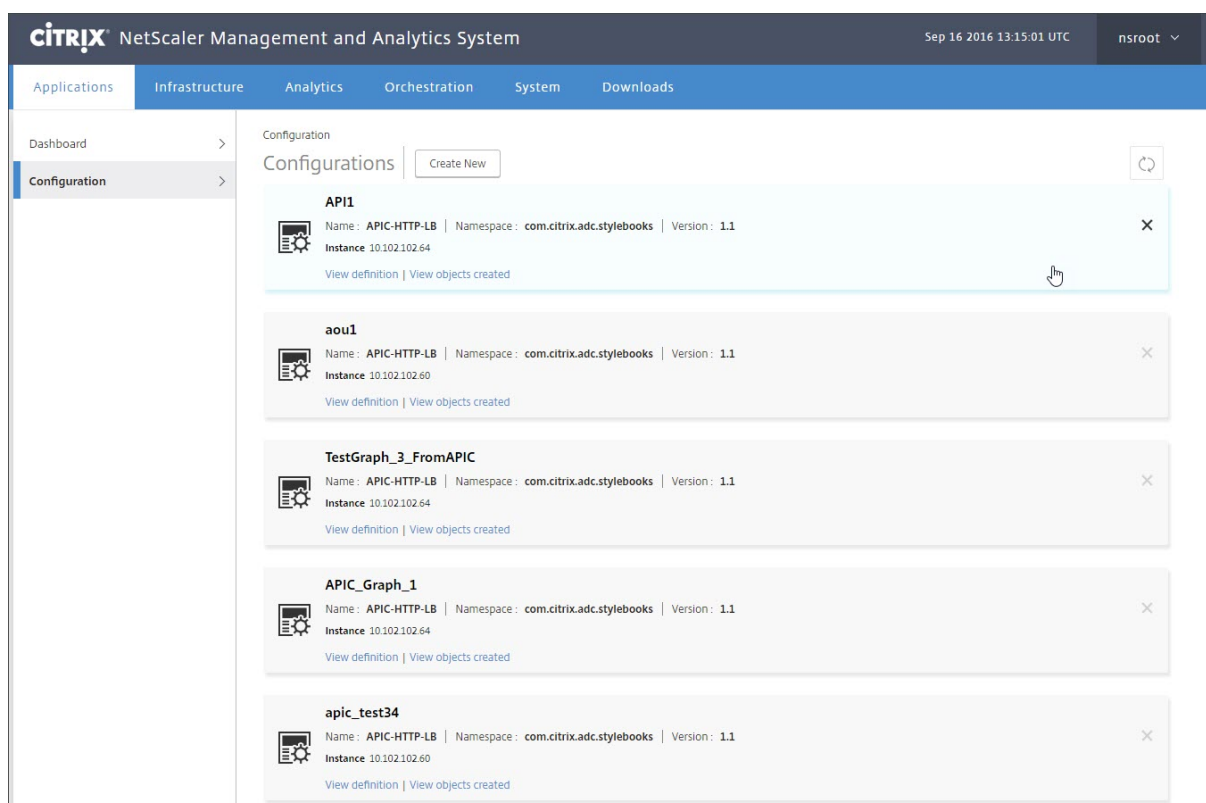 CİTRIX® NetScaler Management and Analytics System Sep 16 2016 13:15:01 UTC nsroot
Applications Infrastructure Analytics Orchestration System Downloads
Dashboard
Configuration
Configuration
Configurations Create New
API1
Name : APIC-HTTP-LB | Namespace : com.citrix.adc.stylebooks | Version : 1.1
Instance 10.102.102.64
View definition | View objects created
aou1
Name : APIC-HTTP-LB | Namespace : com.citrix.adc.stylebooks | Version : 1.1
Instance 10.102.102.60
View definition | View objects created
TestGraph_3_FromAPIC
Name : APIC-HTTP-LB | Namespace : com.citrix.adc.stylebooks | Version : 1.1
Instance 10.102.102.64
View definition | View objects created
APIC_Graph_1
Name : APIC-HTTP-LB | Namespace : com.citrix.adc.stylebooks | Version : 1.1
Instance 10.102.102.64
View definition | View objects created
apic_test34
Name : APIC-HTTP-LB | Namespace : com.citrix.adc.stylebooks | Version : 1.1
Instance 10.102.102.60
View definition | View objects created